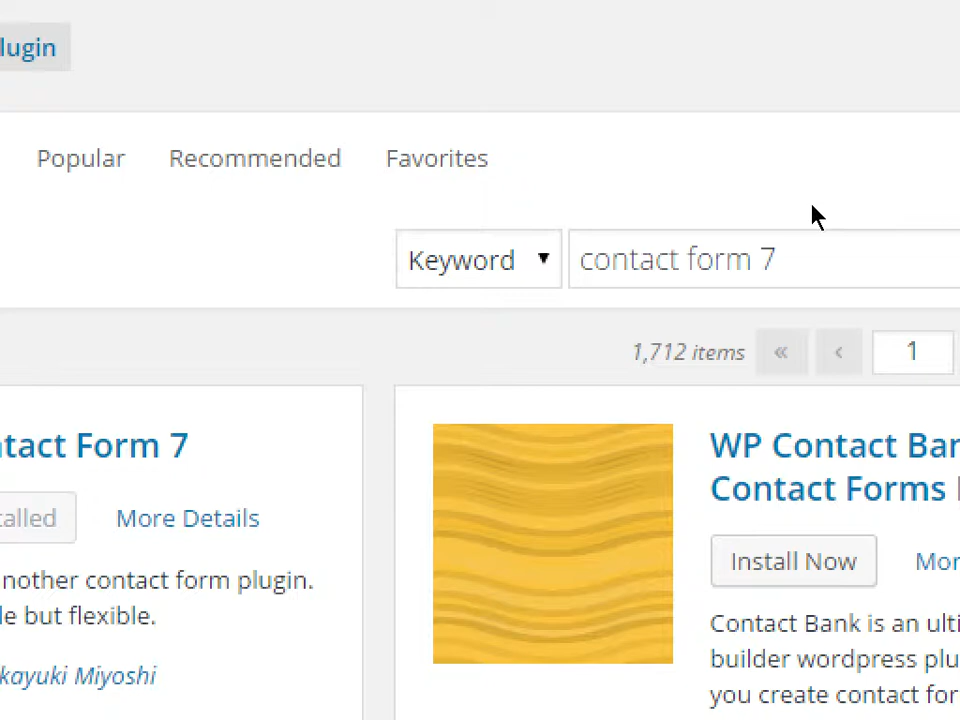 lugin
Popular Recommended Favorites
Keyword contact form 7
1,712 items « ‹ 1
tact Form 7
alled More Details
nother contact form plugin.
le but flexible.
kayuki Miyoshi
WP Contact Ban
Contact Forms
Install Now Mor
Contact Bank is an ulti
builder wordpress plu
you create contact for